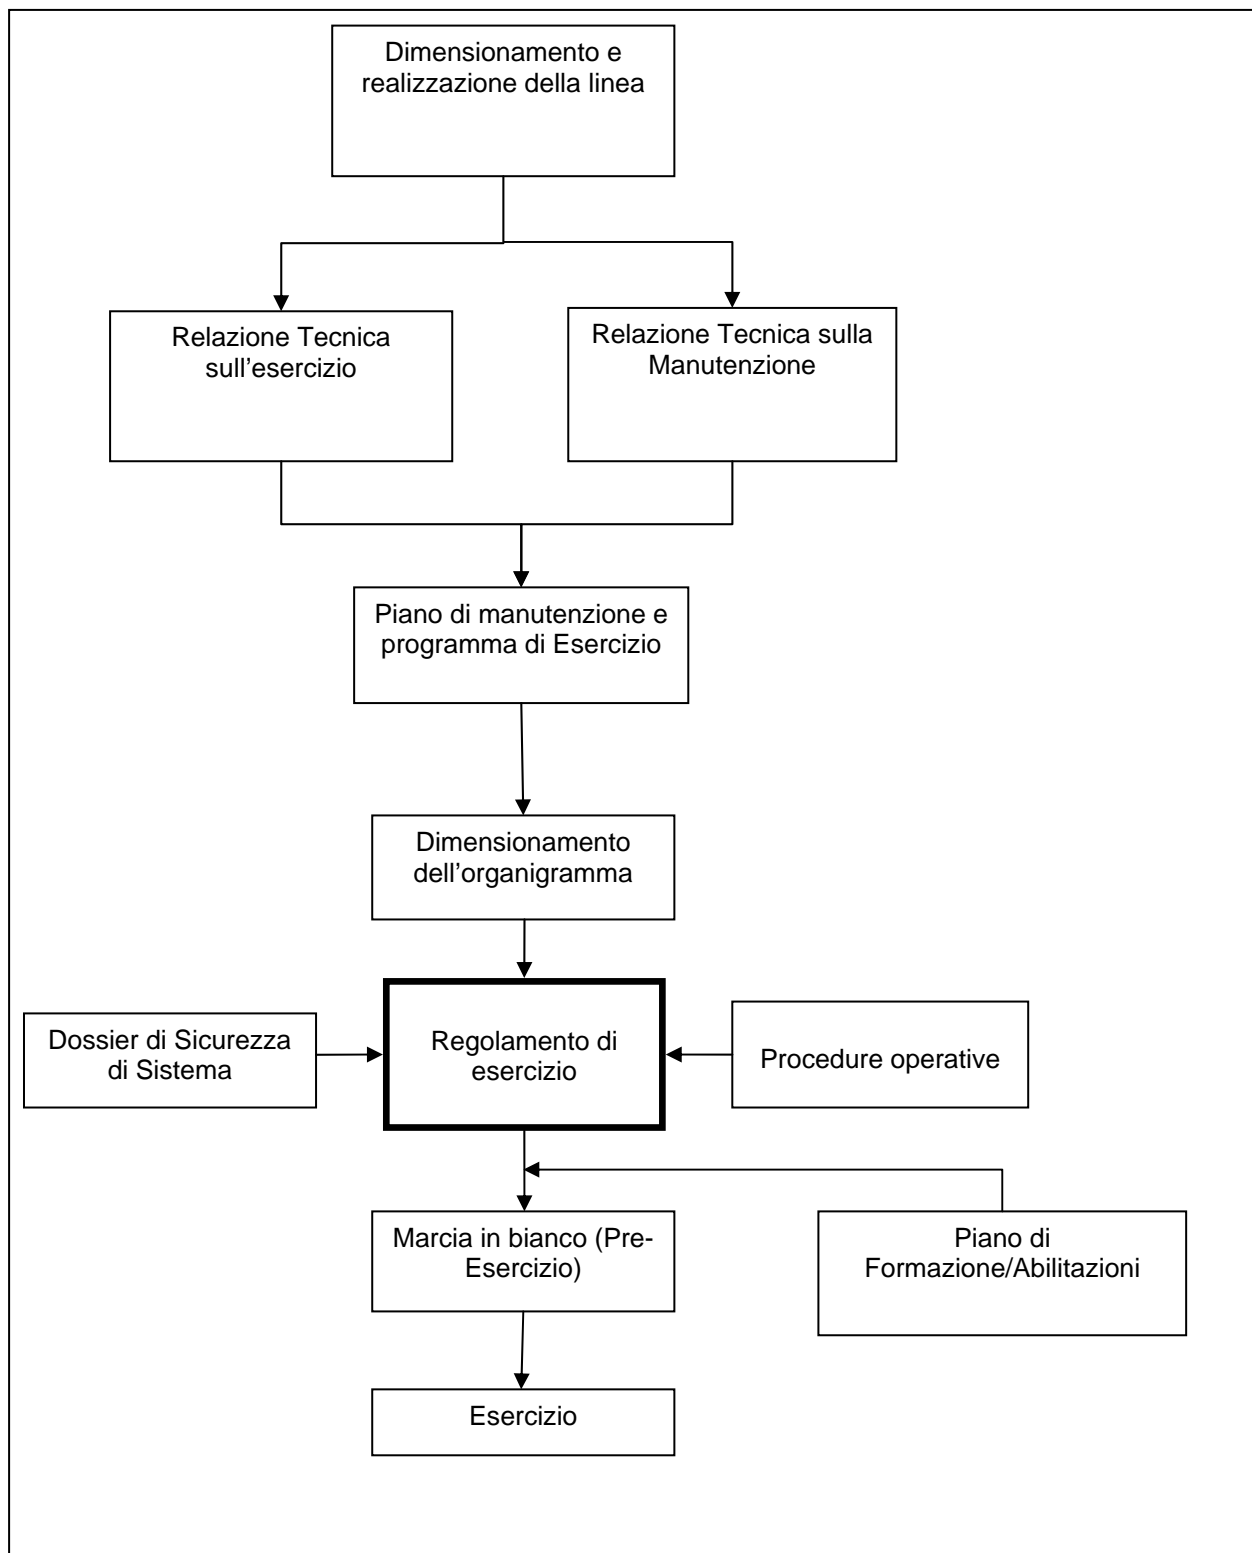 Dimensionamento e
realizzazione della linea
Relazione Tecnica
sull’esercizio
Relazione Tecnica sulla
Manutenzione
Piano di manutenzione e
programma di Esercizio
Dimensionamento
dell’organigramma
Dossier di Sicurezza
di Sistema
Regolamento di
esercizio
Procedure operative
Marcia in bianco (Pre-
Esercizio)
Piano di
Formazione/Abilitazioni
Esercizio